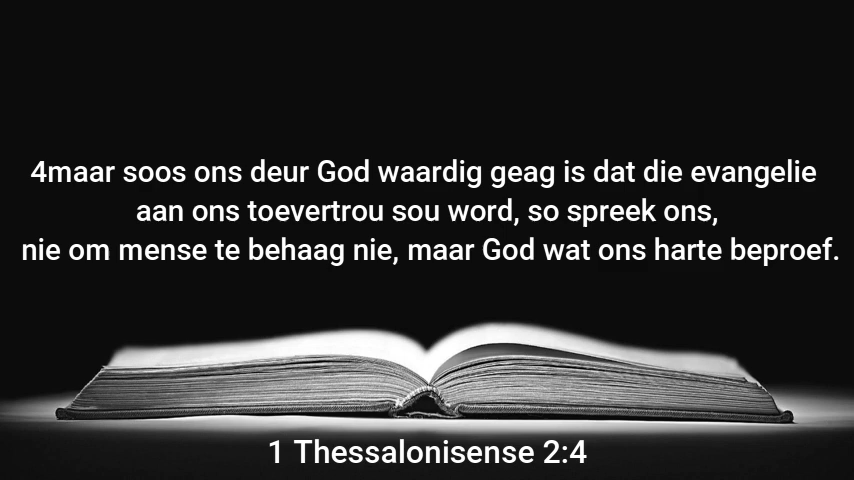 4maar soos ons deur God waardig geag is dat die evangelie
aan ons toevertrou sou word, so spreek ons,
nie om mense te behaag nie, maar God wat ons harte beproef.
1 Thessalonisense 2:4